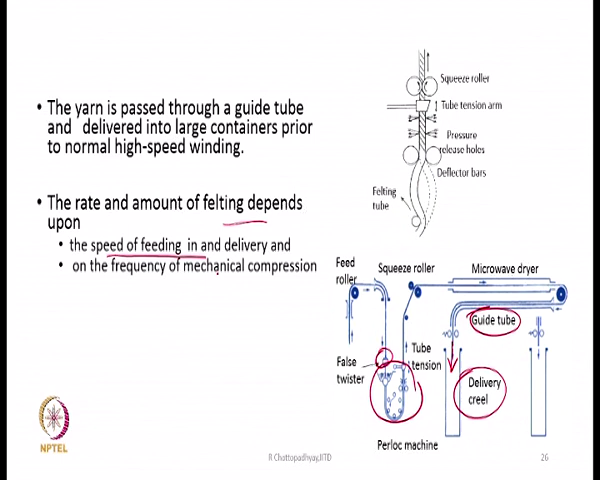 • The yarn is passed through a guide tube
and delivered into large containers prior
to normal high-speed winding.
• The rate and amount of felting depends
upon
• the speed of feeding in and delivery and
• on the frequency of mechanical compression
Squeeze roller
Tube tension arm
Pressure
release holes
Deflector bars
Felting
tube
Feed
roller
Squeeze roller
Microwave dryer
Guide tube
False
twister
Tube
tension
Delivery
creel
Perloc machine
NPTEL
R Chattopadhyay,IITD
26